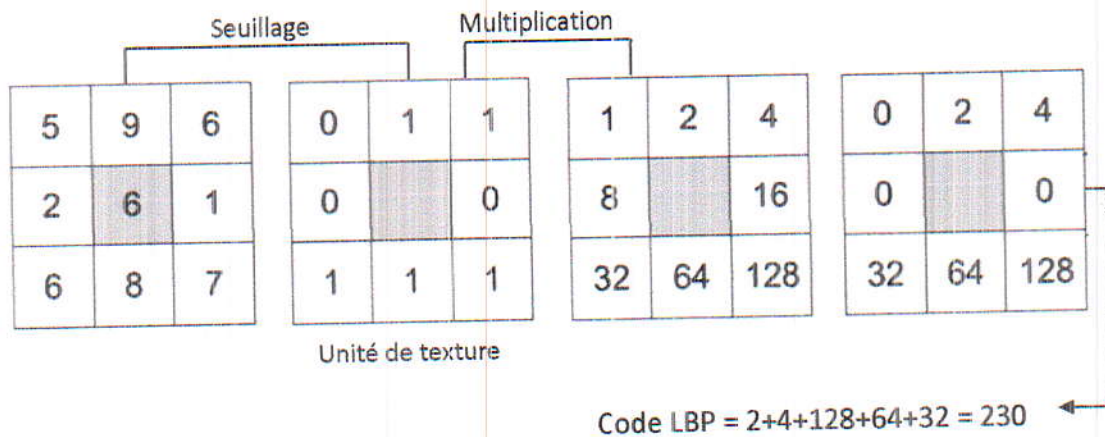 Seuillage Multiplication
5 9 6 0 1 1 1 2 4 0 2 4
2 6 1 0 0 8 16 0 0
6 8 7 1 1 1 32 64 128 32 64 128
Unité de texture
Code LBP = 2+4+128+64+32 = 230